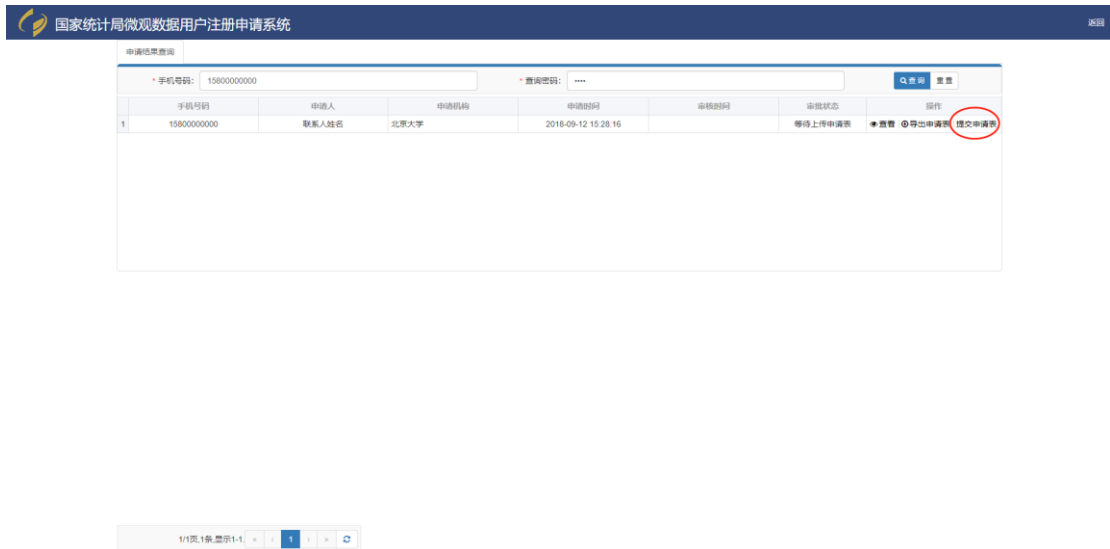 国家统计局微观数据用户注册申请系统 返回
申请结果查询
* 手机号码: 15800000000 * 查询密码: •••• 查询 重置
手机号码 申请人 申请机构 申请时间 审核时间 审批状态 操作
1 15800000000 联系人姓名 北京大学 2018-09-12 15:28:16 等待上传申请表 查看 导出申请表 提交申请表
1/1页,1条,显示1-1. « ‹ 1 › »